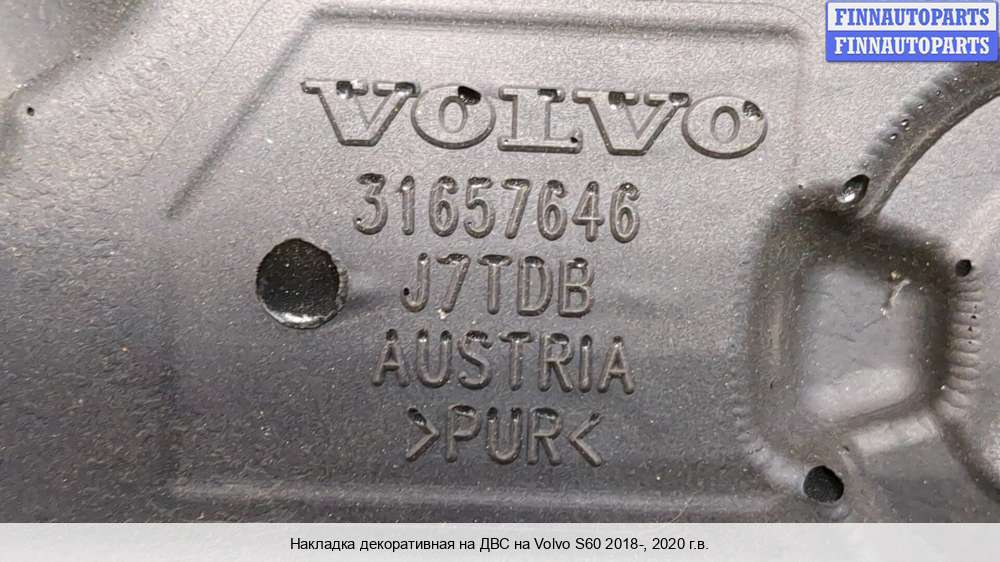 FINNAUTOPARTS
FINNAUTOPARTS
VOLVO
31657646
J7TDB
AUSTRIA
>PUR<
Накладка декоративная на ДВС на Volvo S60 2018-, 2020 г.в.